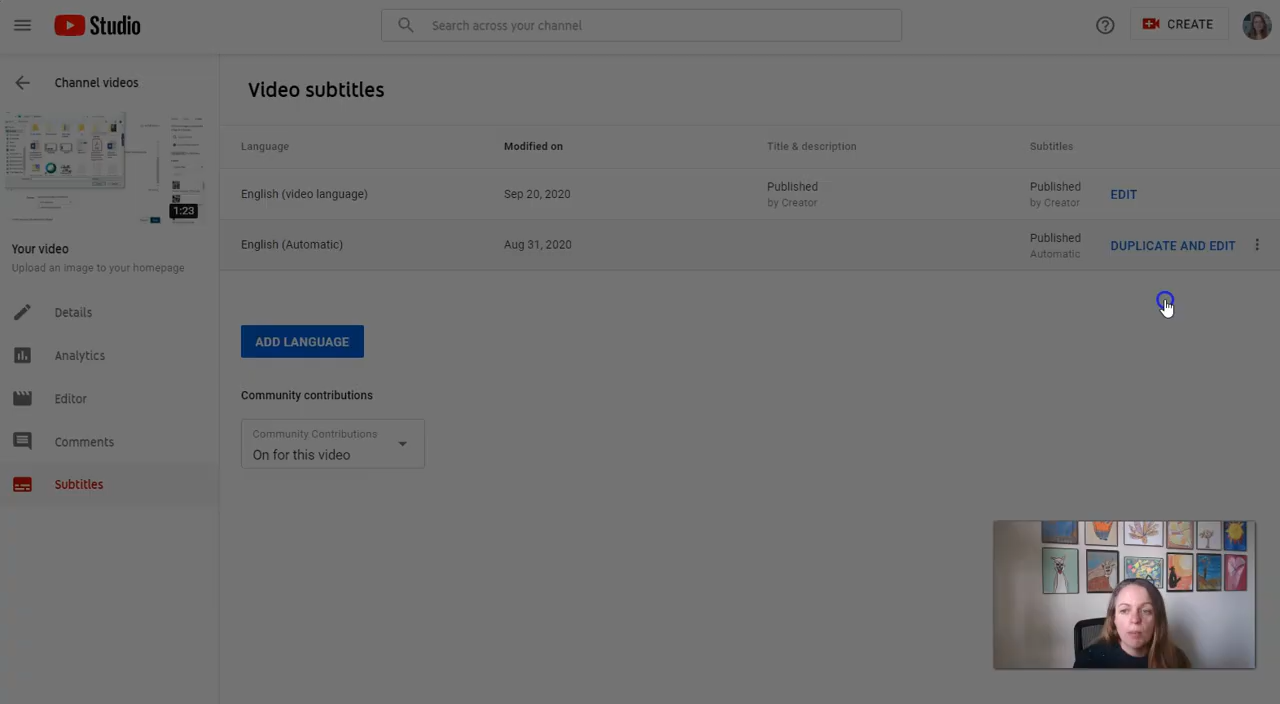 Studio
Search across your channel
CREATE
Channel videos
1:23
Your video
Upload an image to your homepage
Details
Analytics
Editor
Comments
Subtitles
Video subtitles
Language
Modified on
Title & description
Subtitles
English (video language)
Sep 20, 2020
Published
by Creator
Published
by Creator
EDIT
English (Automatic)
Aug 31, 2020
Published
Automatic
DUPLICATE AND EDIT
ADD LANGUAGE
Community contributions
Community Contributions
On for this video